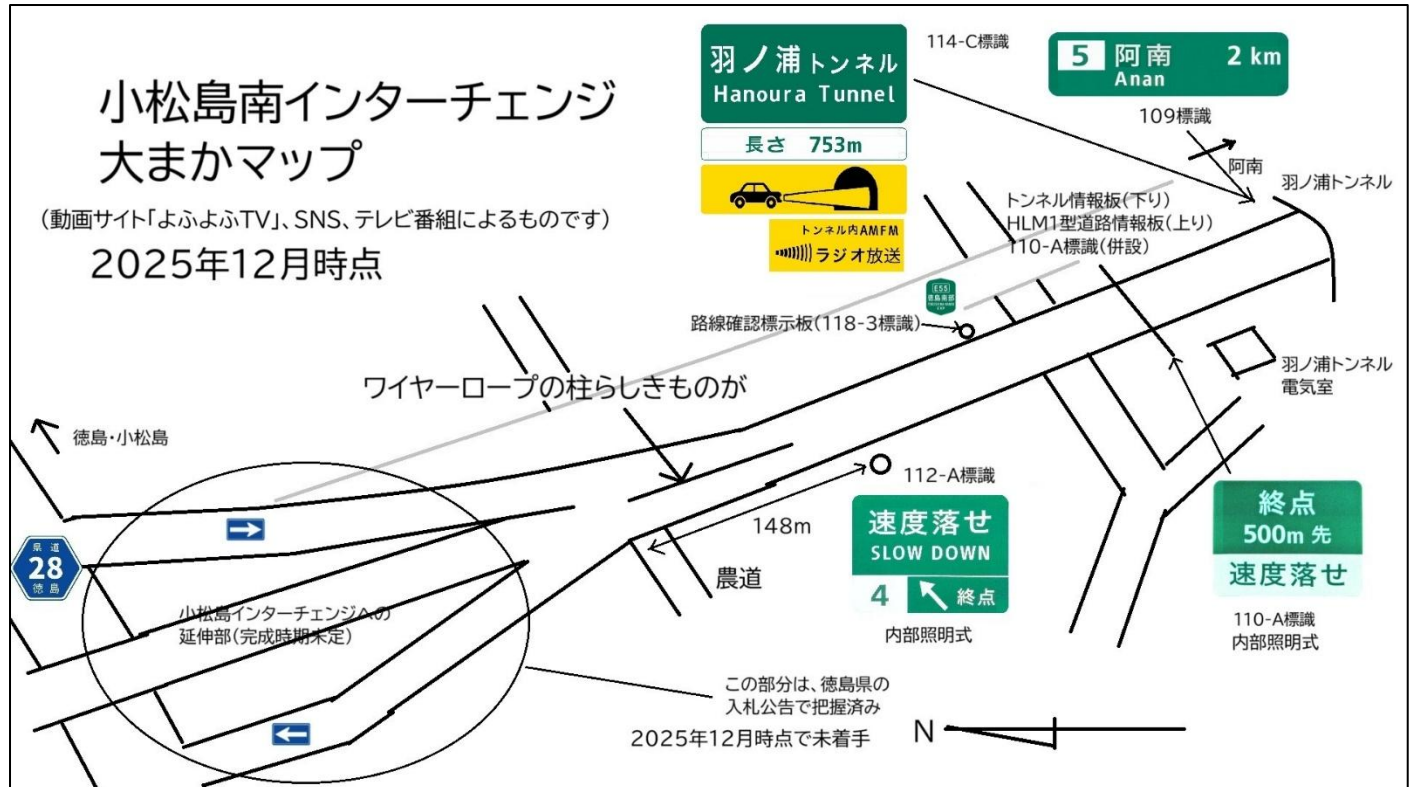 小松島南インターチェンジ
大まかマップ
(動画サイト「よふよふTV」、SNS、テレビ番組によるものです)
2025年12月時点
羽ノ浦トンネル
Hanoura Tunnel
長さ 753m
トンネル内AMFM
ラジオ放送
114-C標識
5 阿南 2 km
Anan
109標識
阿南
羽ノ浦トンネル
トンネル情報板(下り)
HLM1型道路情報板(上り)
110-A標識(併設)
E55
徳島南部
路線確認標示板(118-3標識)
羽ノ浦トンネル
電気室
ワイヤーロープの柱らしきものが
徳島・小松島
県道
28
徳島
小松島インターチェンジへの
延伸部(完成時期未定)
148m
農道
112-A標識
速度落せ
SLOW DOWN
4 終点
内部照明式
終点
500m 先
速度落せ
110-A標識
内部照明式
この部分は、徳島県の
入札公告で把握済み
2025年12月時点で未着手
N